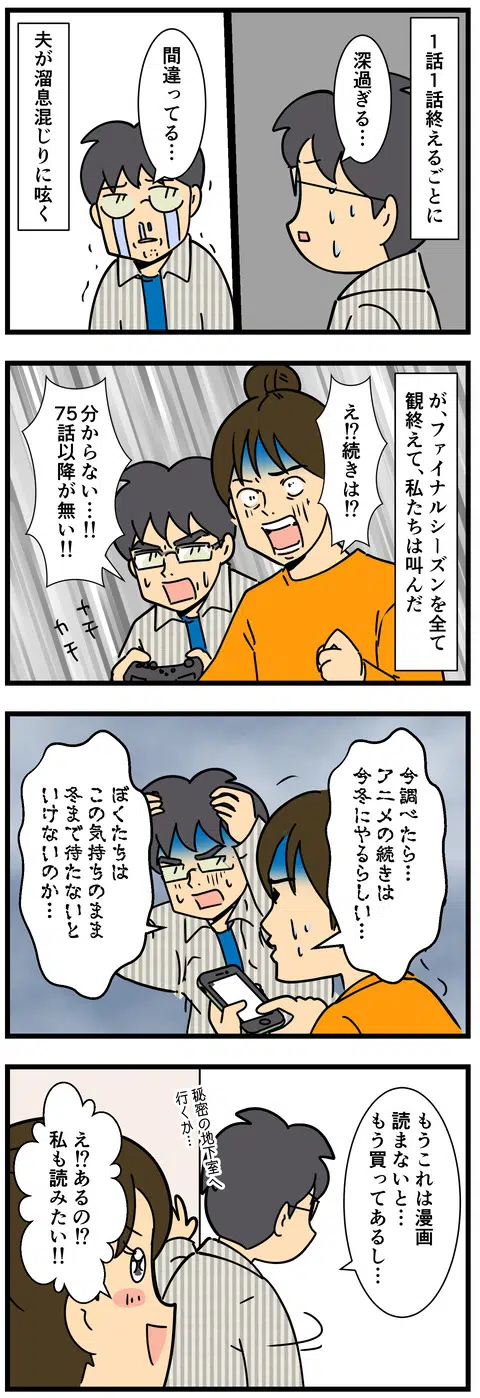 1話1話終えるごとに
深過ぎる…
間違ってる…
夫が溜息混じりに呟く
が、ファイナルシーズンを全て
観終えて、私たちは叫んだ
え!?続きは!?
分からない…!!
75話以降が無い!!
カチ
カチ
今調べたら…
アニメの続きは
今冬にやるらしい…
ぼくたちは
この気持ちのまま
冬まで待たないと
いけないのか…
もうこれは漫画
読まないと…
もう買ってあるし…
秘密の地下室へ
行くか…
え!?あるの!?
私も読みたい!!